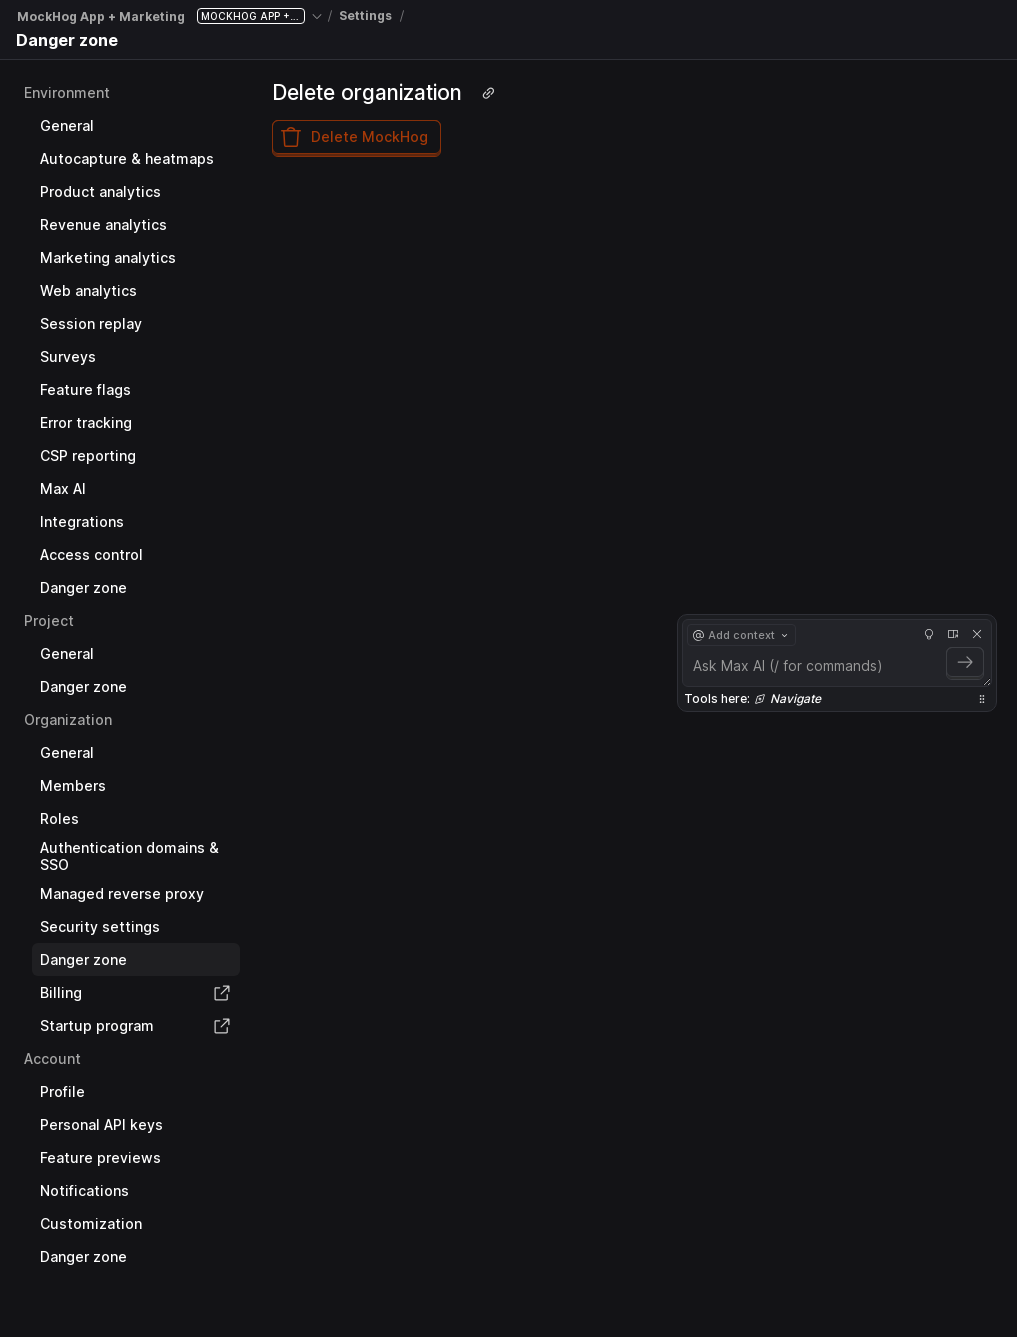 MockHog App + Marketing MOCKHOG APP +... / Settings /
Danger zone
Environment
General
Autocapture & heatmaps
Product analytics
Revenue analytics
Marketing analytics
Web analytics
Session replay
Surveys
Feature flags
Error tracking
CSP reporting
Max AI
Integrations
Access control
Danger zone
Project
General
Danger zone
Organization
General
Members
Roles
Authentication domains &
SSO
Managed reverse proxy
Security settings
Danger zone
Billing
Startup program
Account
Profile
Personal API keys
Feature previews
Notifications
Customization
Danger zone
Delete organization
Delete MockHog
@ Add context
Ask Max AI (/ for commands)
Tools here: Navigate